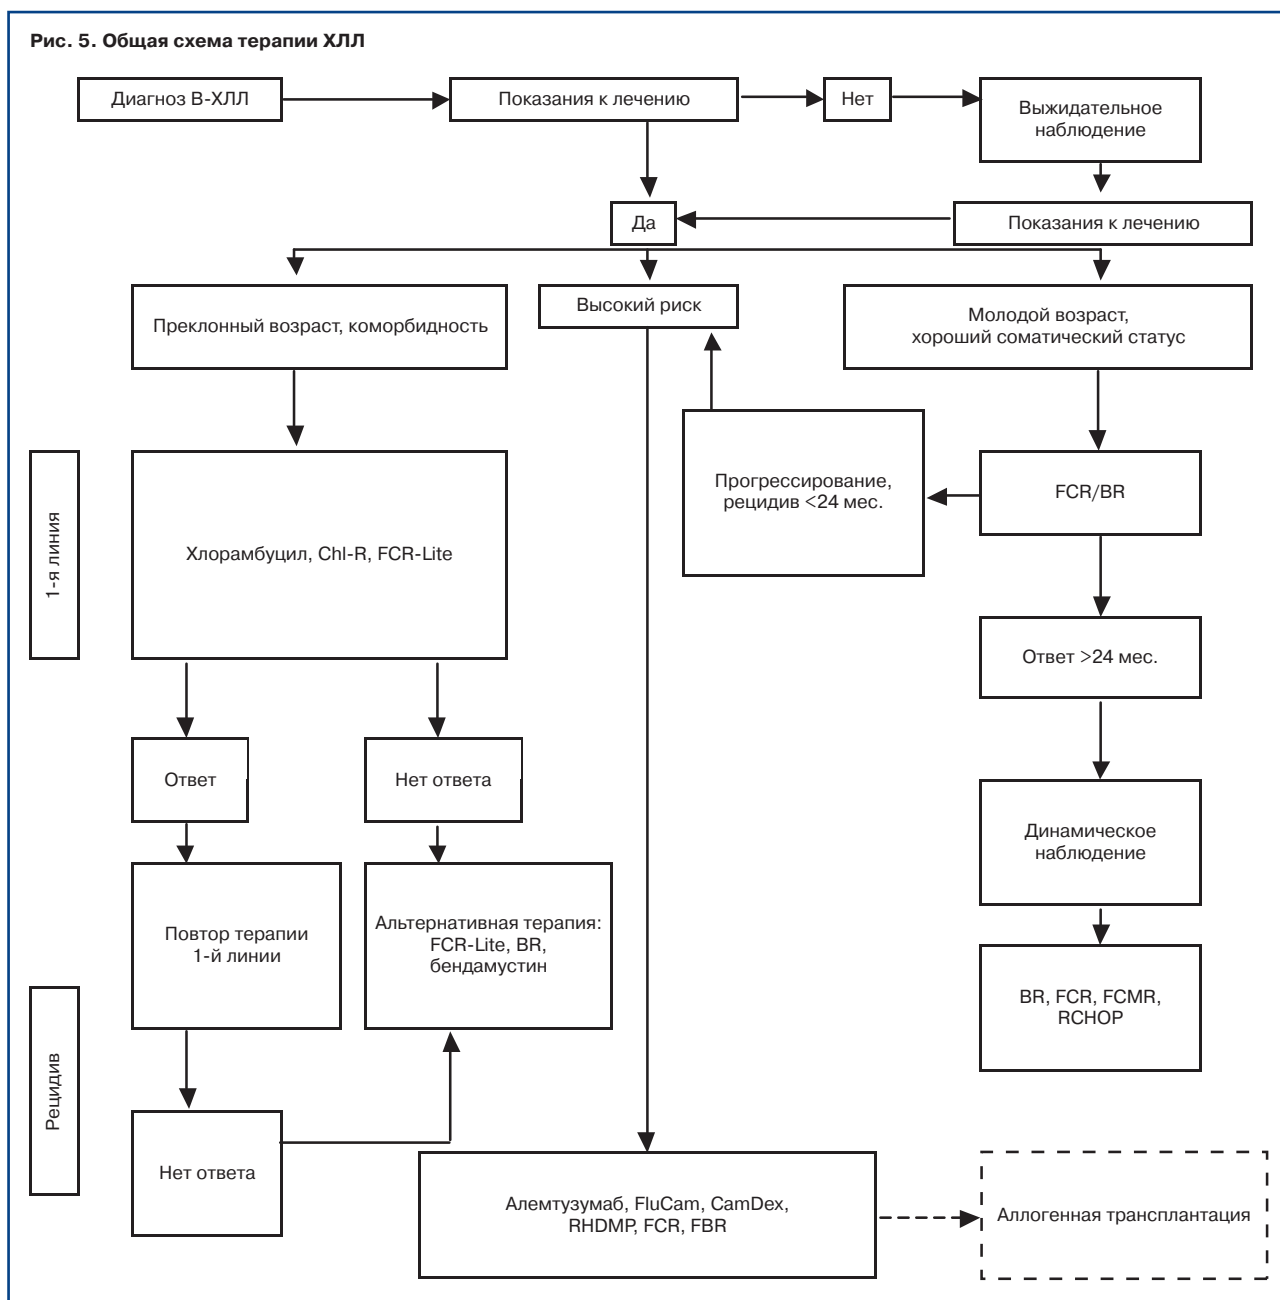 Рис. 5. Общая схема терапии ХЛЛ
Диагноз В-ХЛЛ
Показания к лечению
Нет
Выжидательное
наблюдение
Да
Показания к лечению
Преклонный возраст, коморбидность
Высокий риск
Молодой возраст,
хороший соматический статус
1-я линия
Хлорамбуцил, Chl-R, FCR-Lite
Прогрессирование,
рецидив <24 мес.
FCR/BR
Ответ >24 мес.
Ответ
Нет ответа
Динамическое
наблюдение
Повтор терапии
1-й линии
Альтернативная терапия:
FCR-Lite, BR,
бендамустин
BR, FCR, FCMR,
RCHOP
Рецидив
Нет ответа
Алемтузумаб, FluCam, CamDex,
RHDMP, FCR, FBR
Аллогенная трансплантация